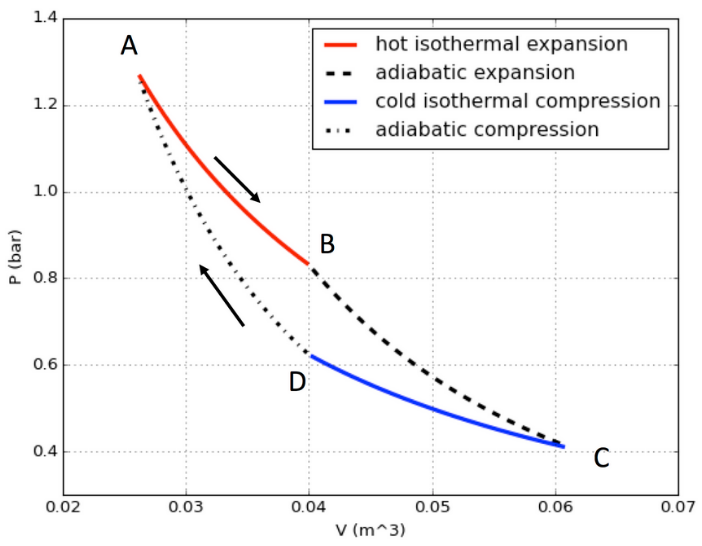 1.4
A
hot isothermal expansion
adiabatic expansion
cold isothermal compression
adiabatic compression
1.2
1.0
B
P (bar)
0.8
0.6
D
0.4
C
0.02 0.03 0.04 0.05 0.06 0.07
V (m^3)